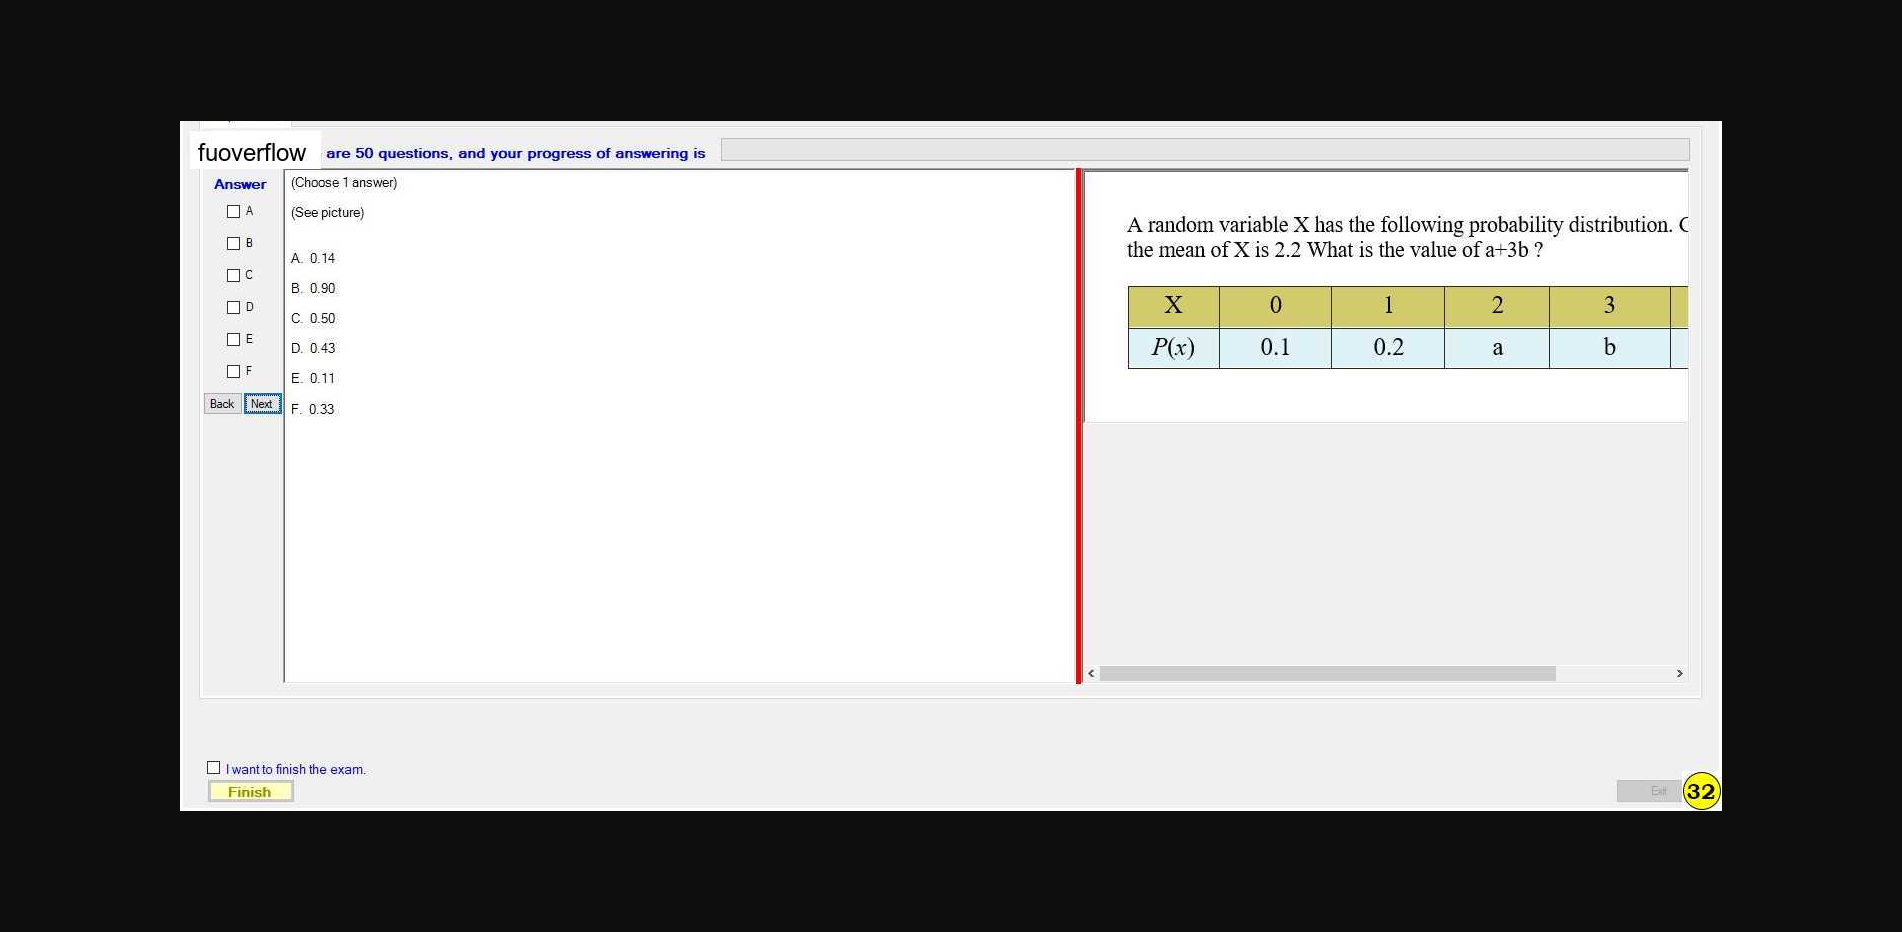 fuoverflow are 50 questions, and your progress of answering is
Answer
A
B
C
D
E
F
Back Next
(Choose 1 answer)
(See picture)
A. 0.14
B. 0.90
C. 0.50
D. 0.43
E. 0.11
F. 0.33
A random variable X has the following probability distribution.
the mean of X is 2.2 What is the value of a+3b ?
X 0 1 2 3
P(x) 0.1 0.2 a b
I want to finish the exam.
Finish
Exit
32